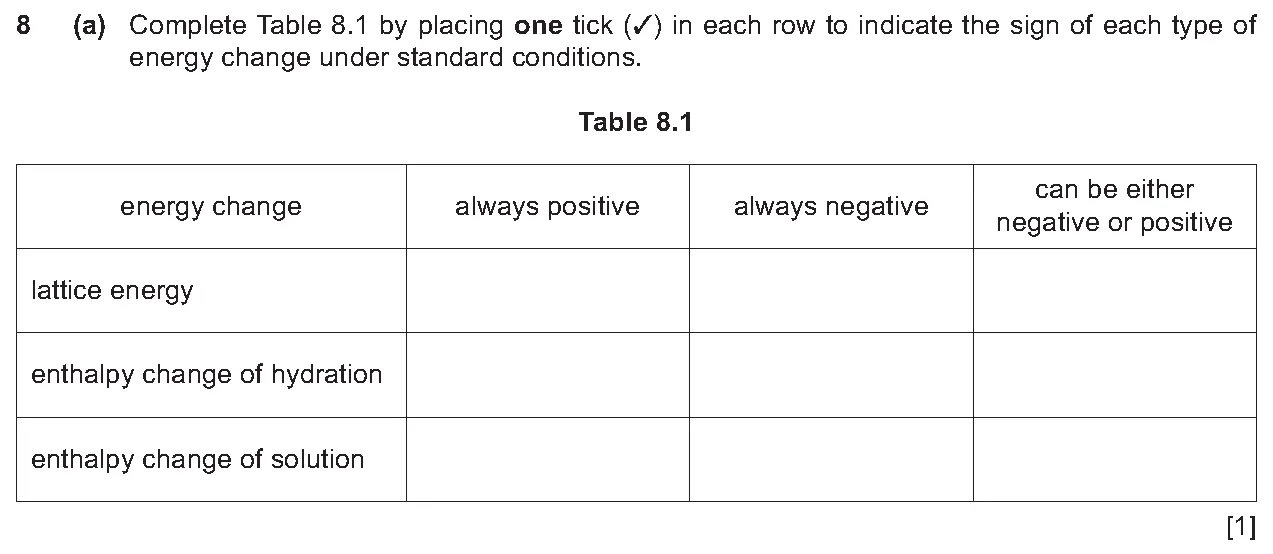 8 (a) Complete Table 8.1 by placing one tick (✓) in each row to indicate the sign of each type of
energy change under standard conditions.
Table 8.1
energy change always positive always negative can be either
negative or positive
lattice energy
enthalpy change of hydration
enthalpy change of solution
[1]